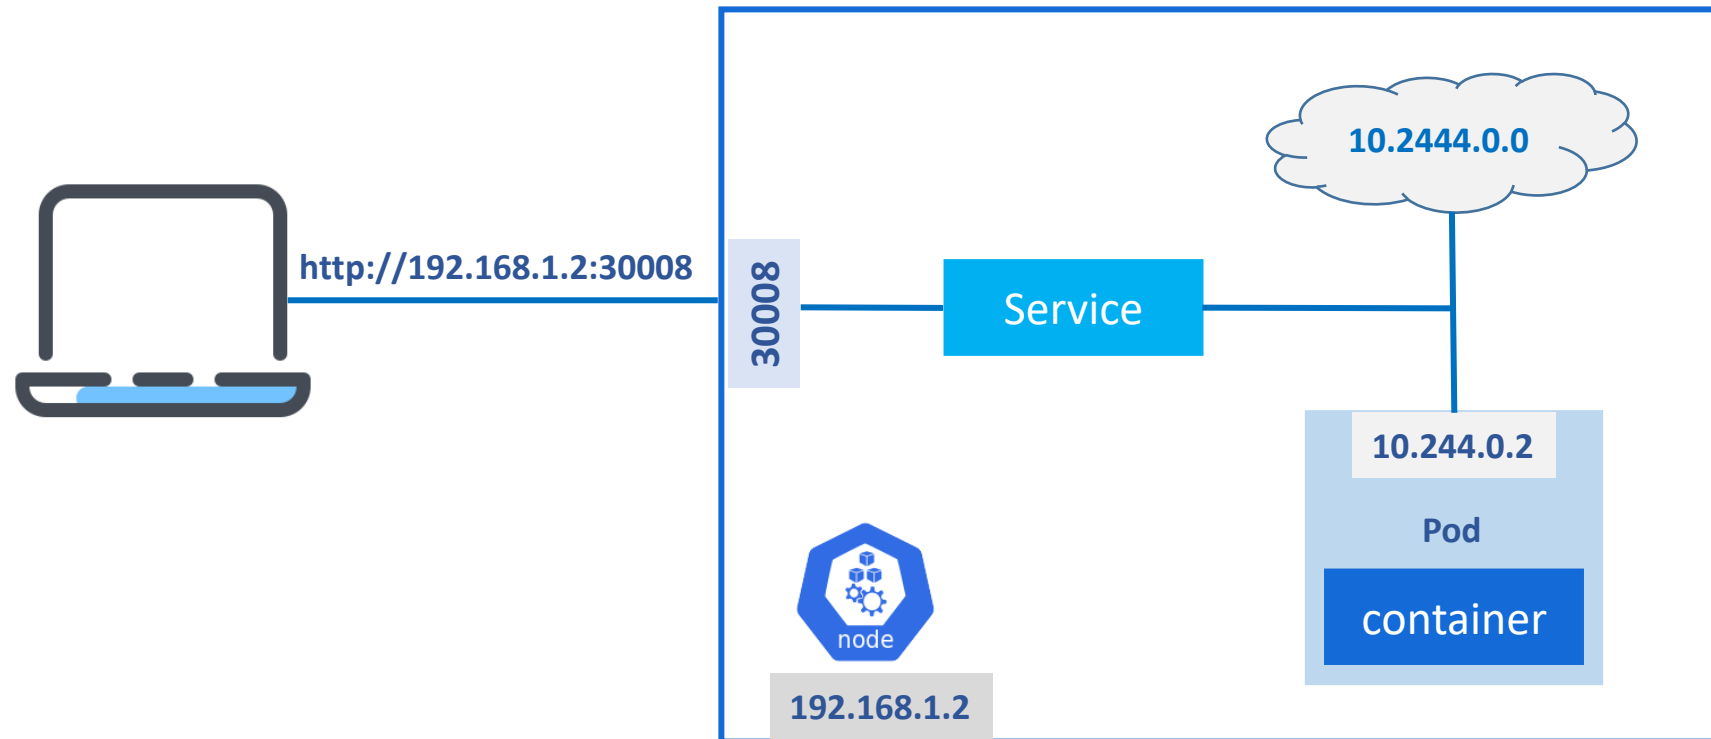 http://192.168.1.2:30008
30008
Service
10.2444.0.0
10.244.0.2
Pod
container
node
192.168.1.2